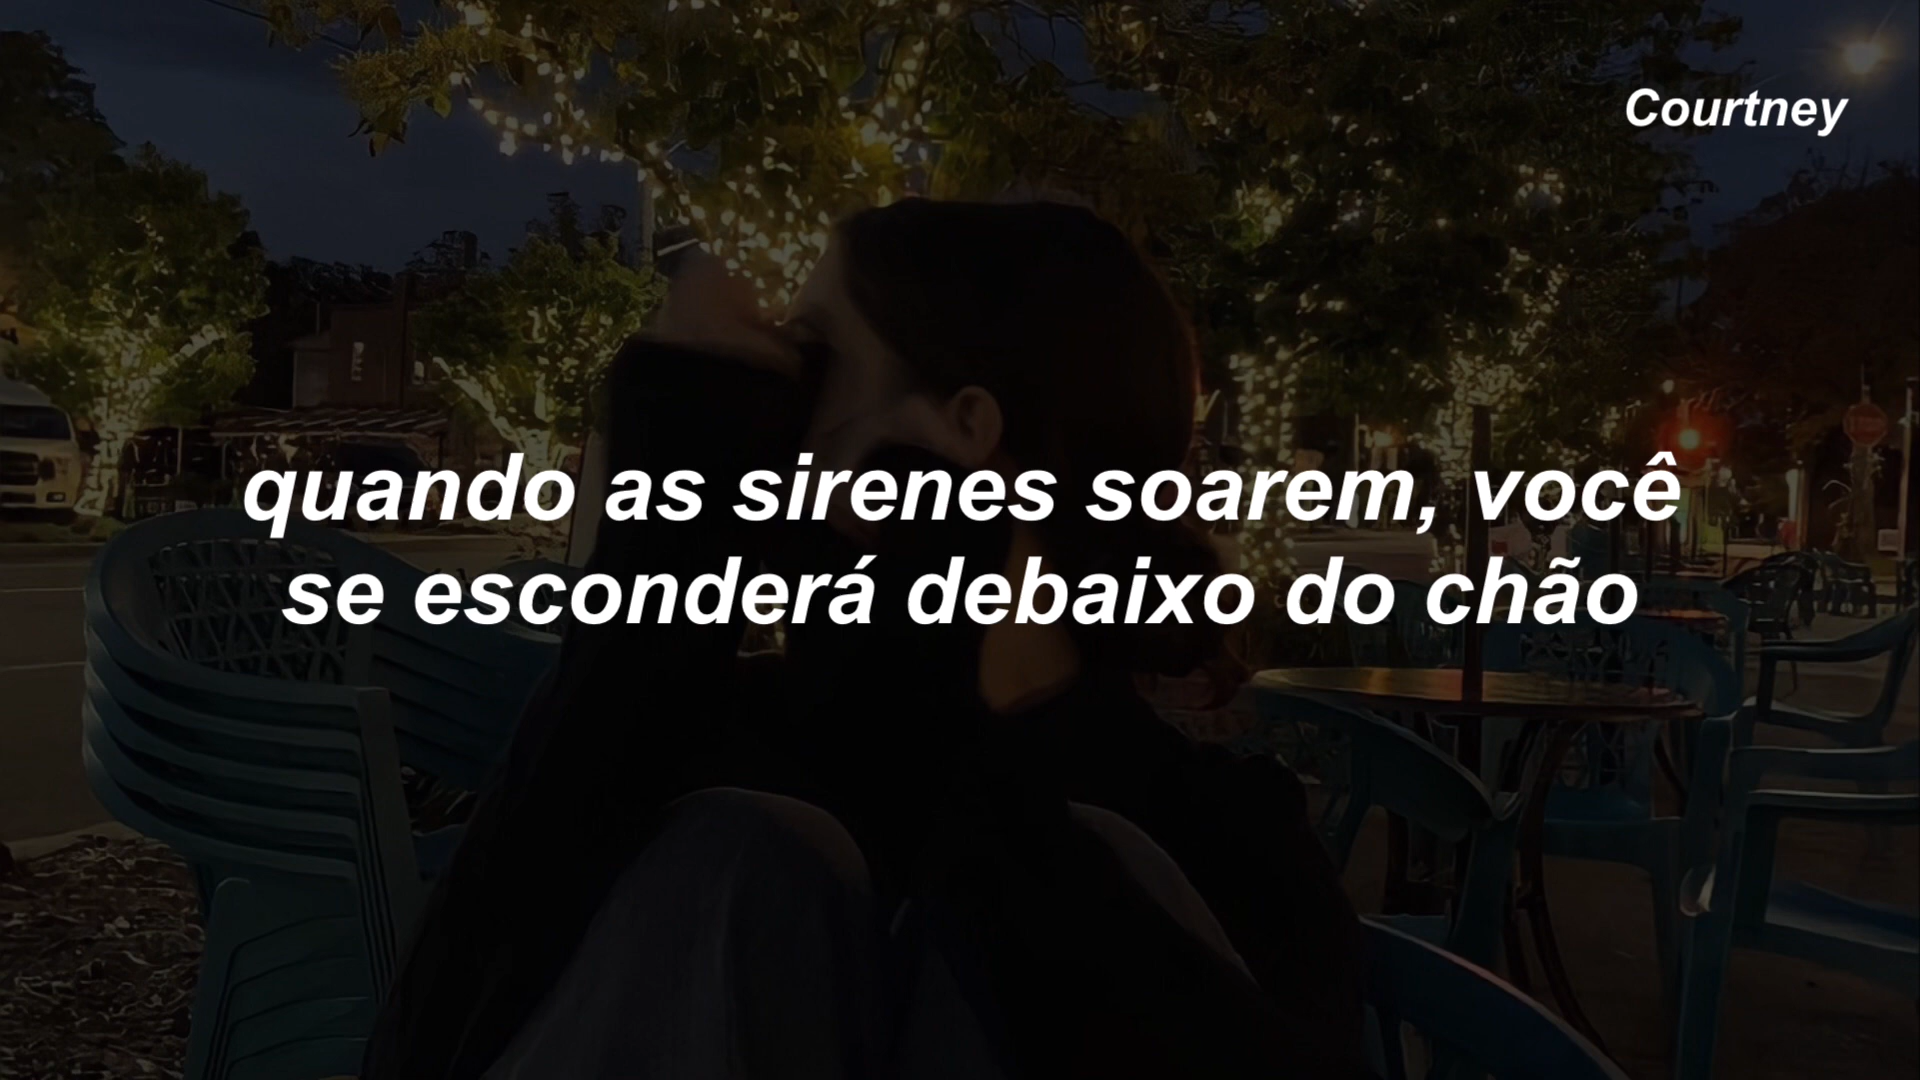 Courtney
quando as sirenes soarem, você
se esconderá debaixo do chão